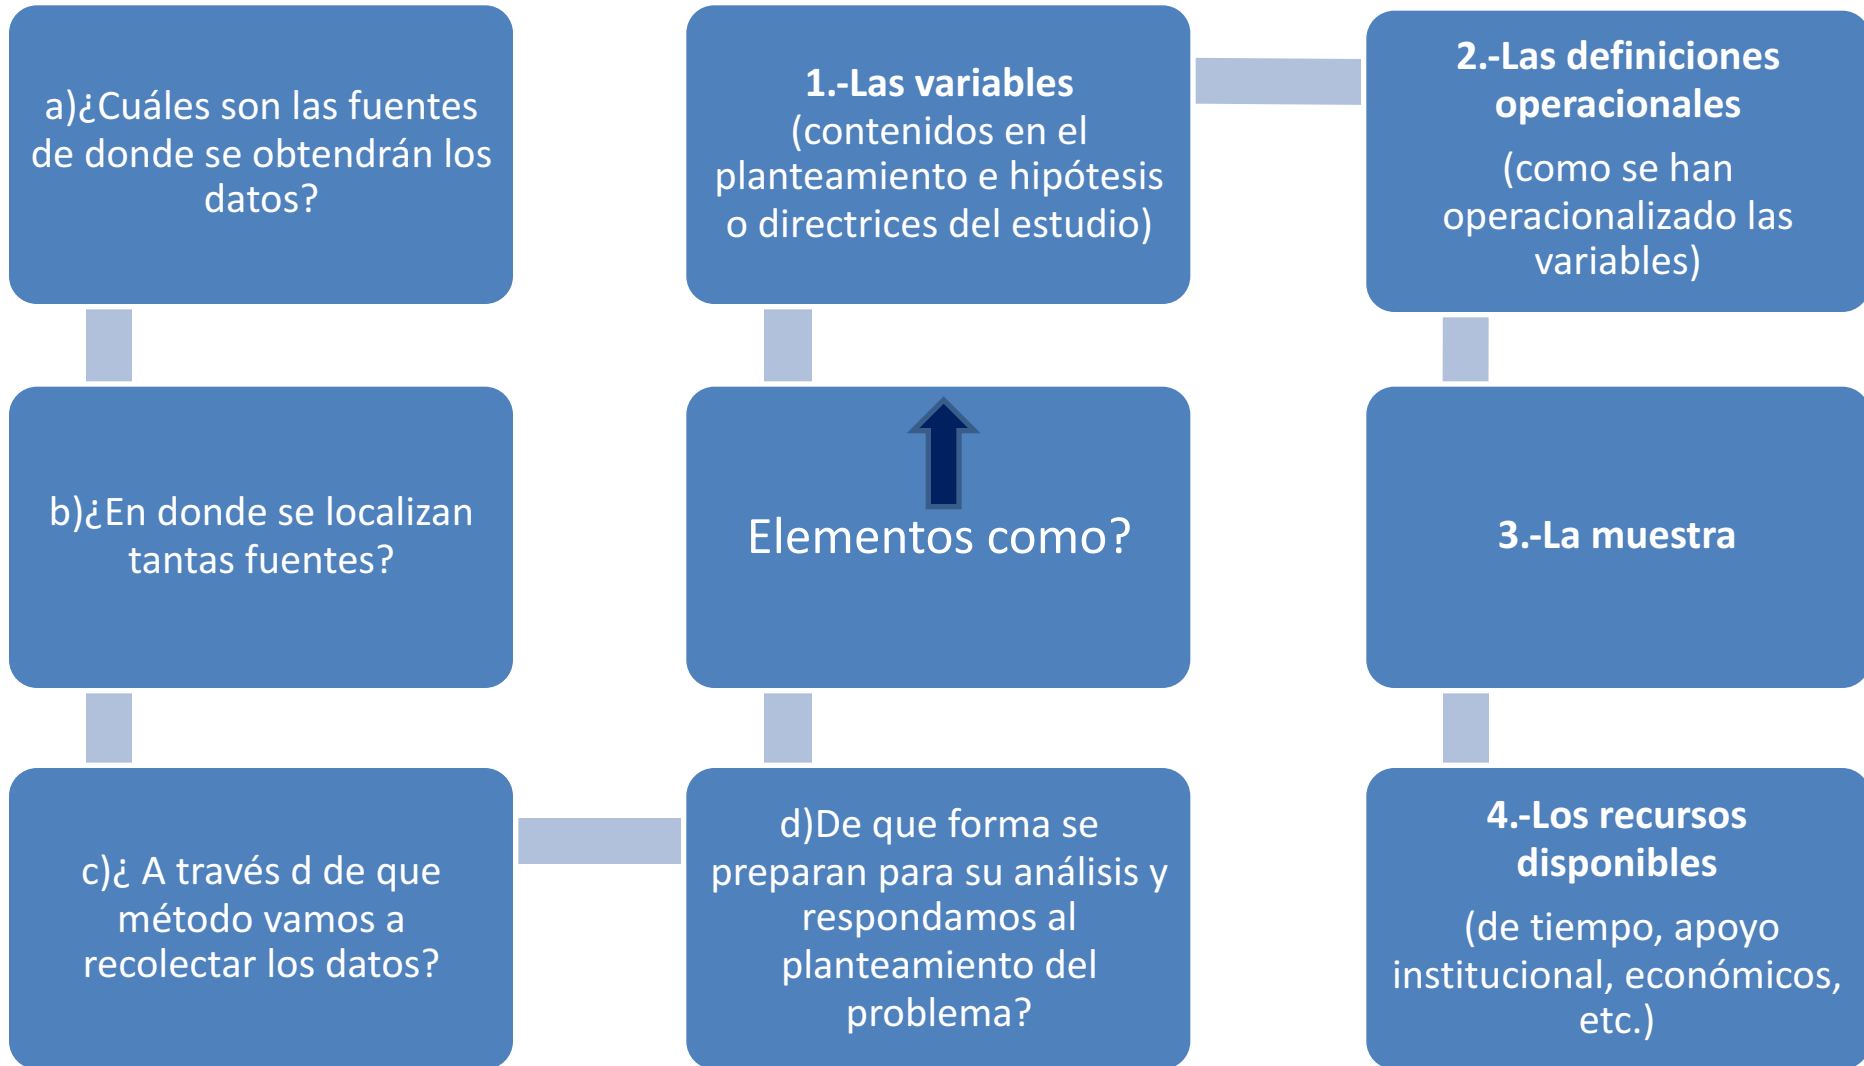 a)¿Cuáles son las fuentes
de donde se obtendrán los
datos?
b)¿En donde se localizan
tantas fuentes?
c)¿ A través d de que
método vamos a
recolectar los datos?
d)De que forma se
preparan para su análisis y
respondamos al
planteamiento del
problema?
Elementos como?
1.-Las variables
(contenidos en el
planteamiento e hipótesis
o directrices del estudio)
2.-Las definiciones
operacionales
(como se han
operacionalizado las
variables)
3.-La muestra
4.-Los recursos
disponibles
(de tiempo, apoyo
institucional, económicos,
etc.)